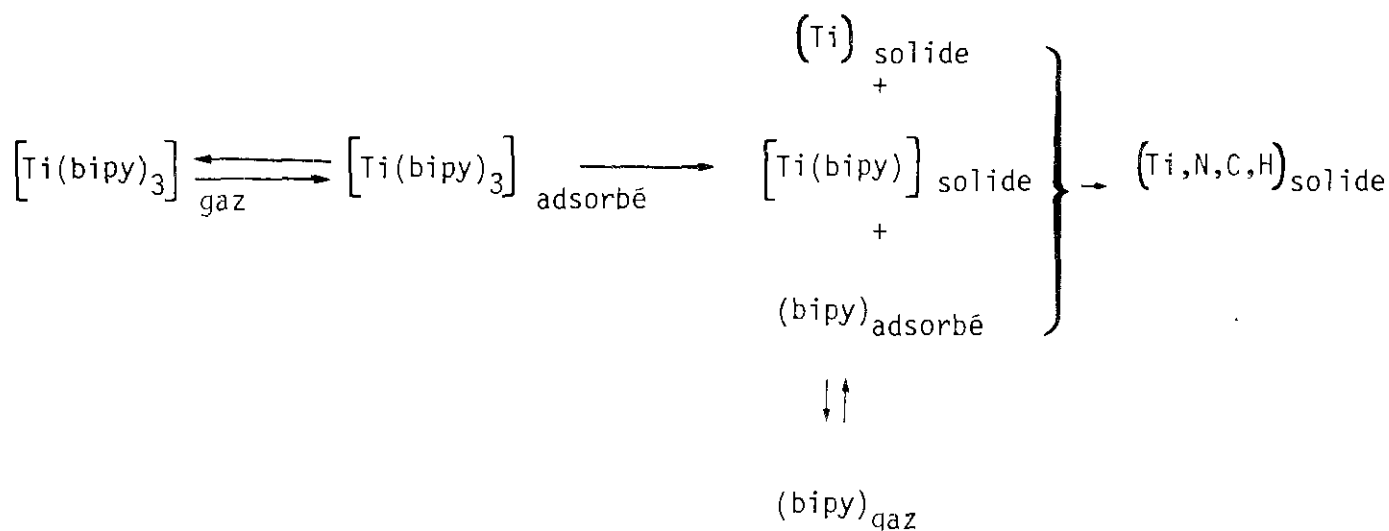 (Ti) solide
+
[Ti(bipy)3] gaz ⇄ [Ti(bipy)3] adsorbé → [Ti(bipy)] solide } → (Ti,N,C,H)solide
+
(bipy)adsorbé
↓↑
(bipy)gaz